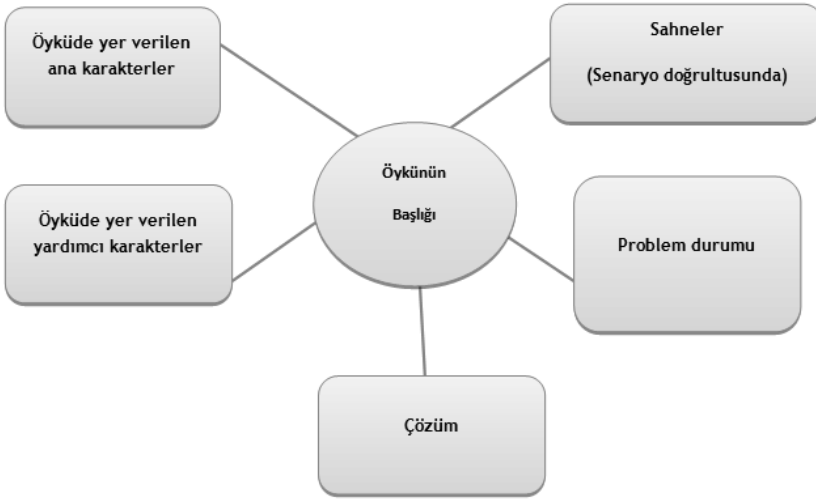 Öyküde yer verilen
ana karakterler
Sahneler
(Senaryo doğrultusunda)
Öykünün
Başlığı
Öyküde yer verilen
yardımcı karakterler
Problem durumu
Çözüm